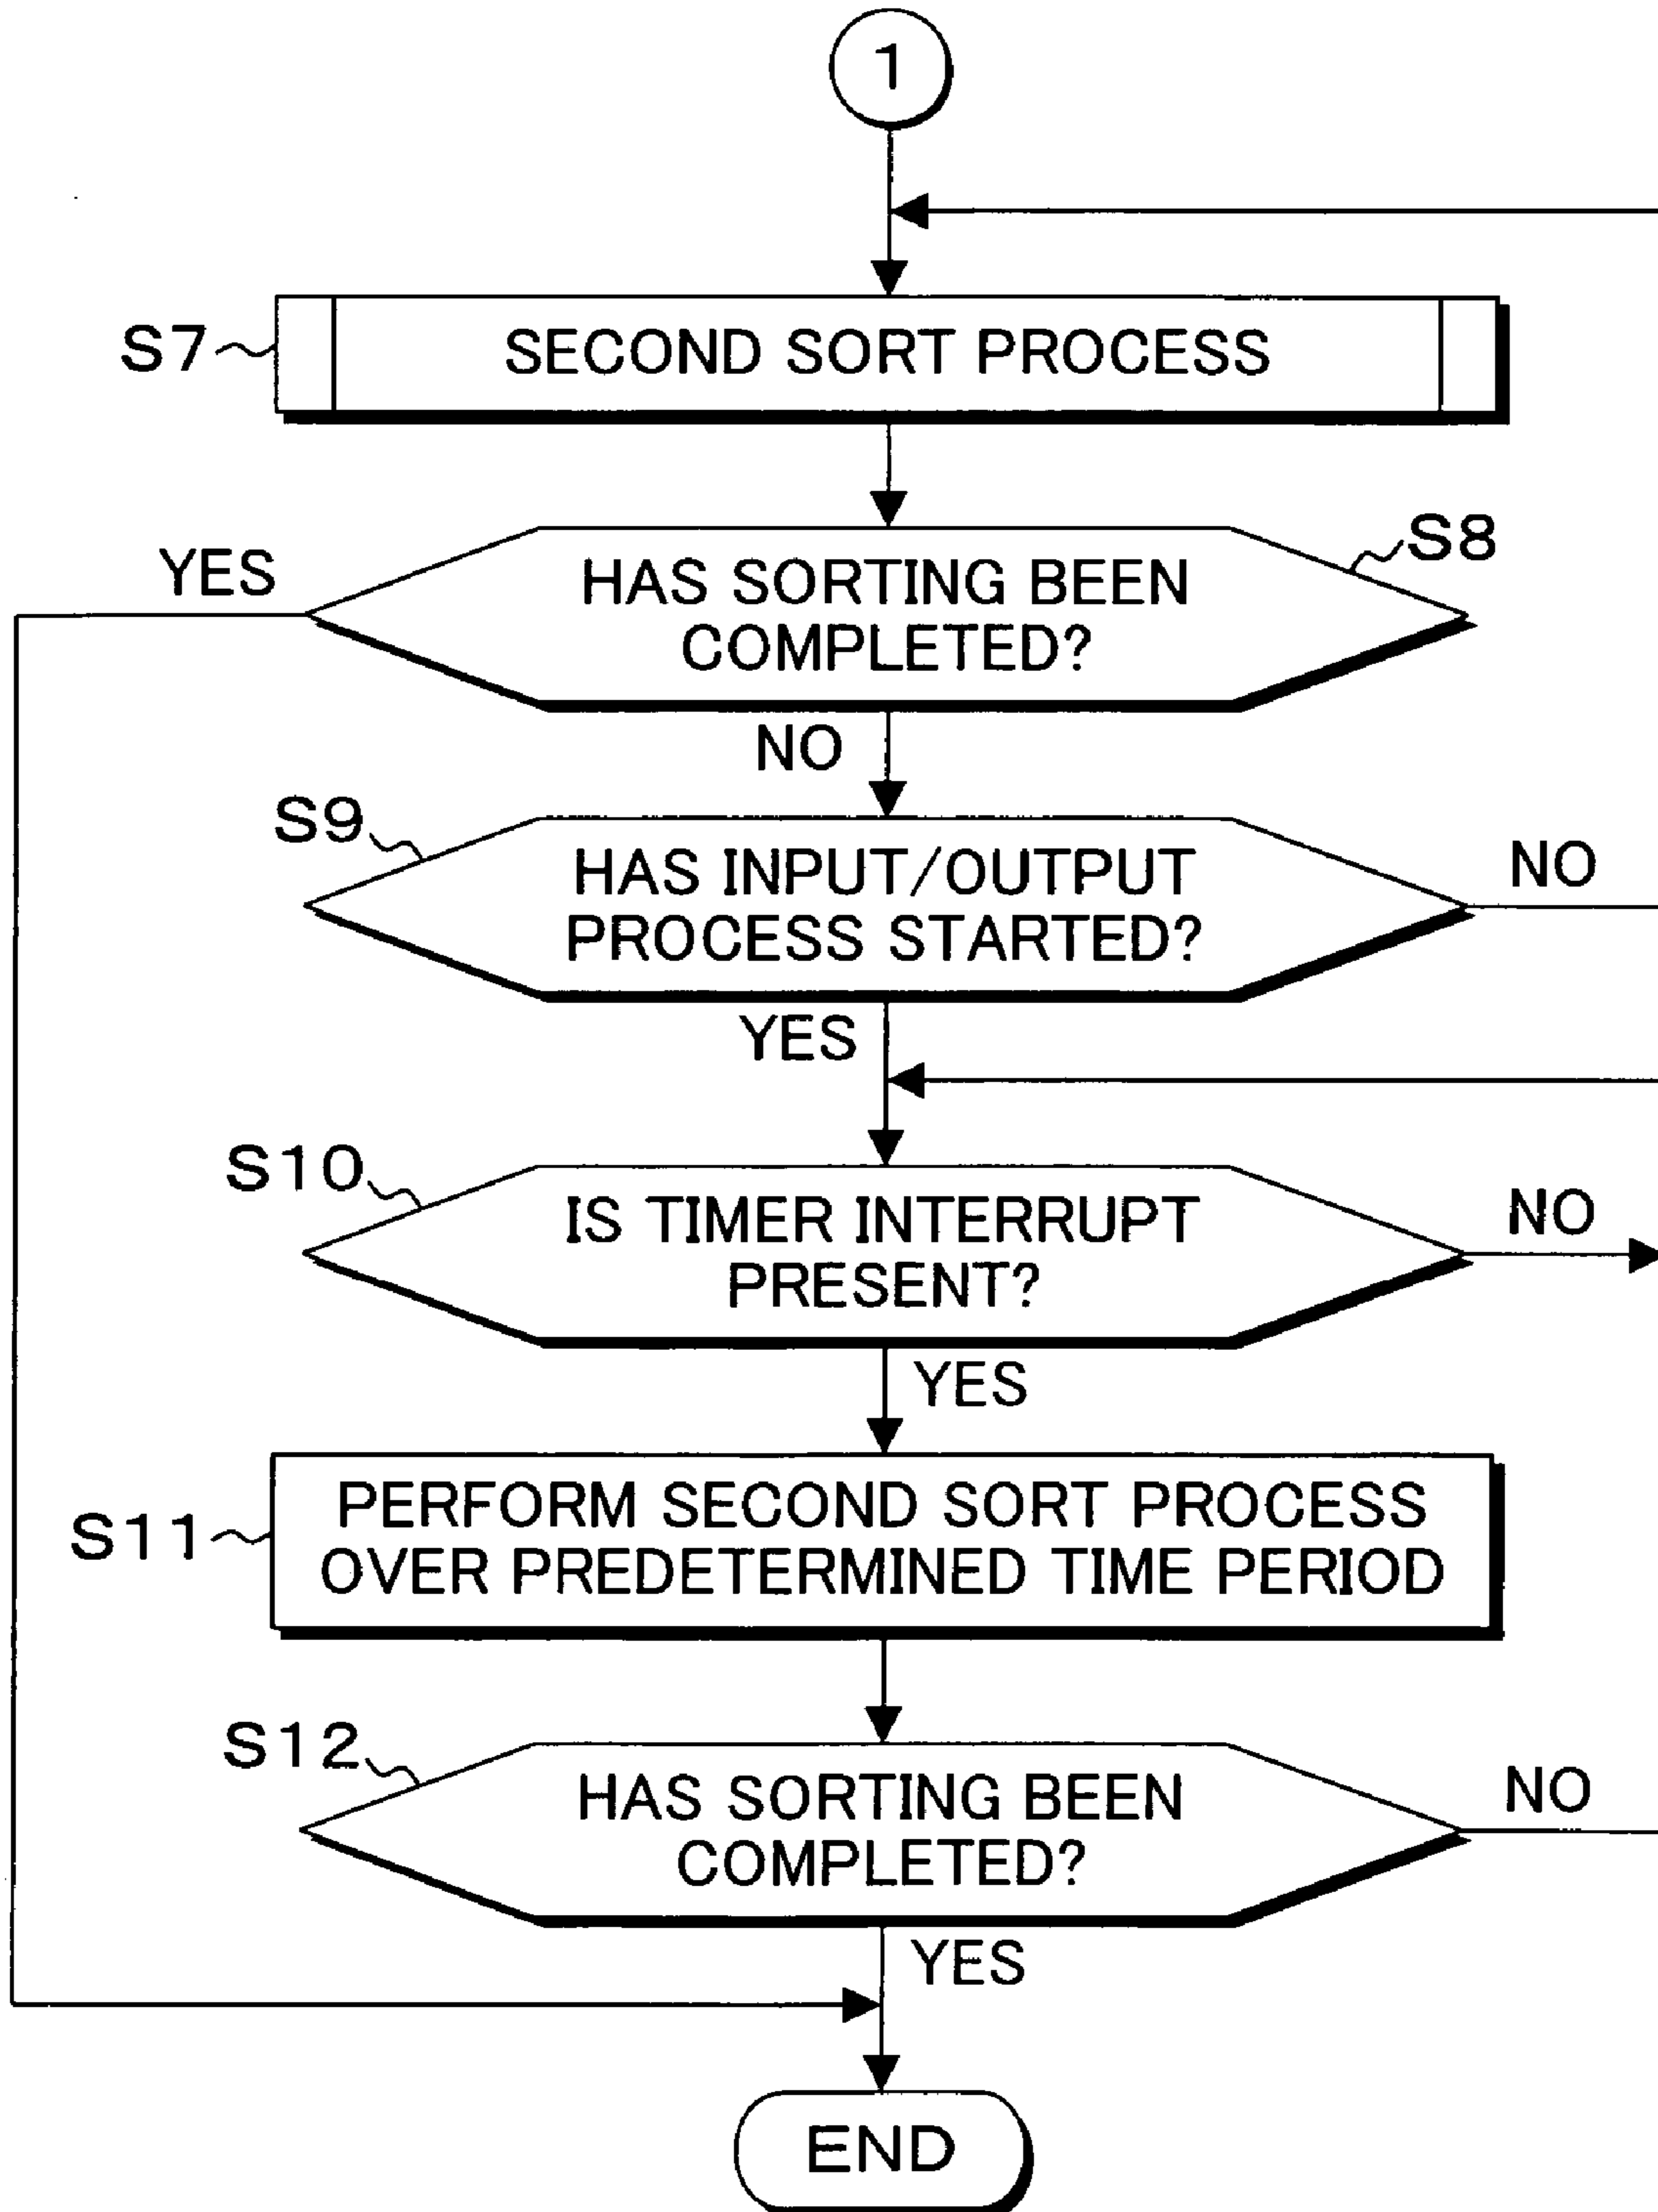 1
S7
SECOND SORT PROCESS
S8
YES
HAS SORTING BEEN
COMPLETED?
NO
S9
HAS INPUT/OUTPUT
PROCESS STARTED?
NO
YES
S10
IS TIMER INTERRUPT
PRESENT?
NO
YES
S11
PERFORM SECOND SORT PROCESS
OVER PREDETERMINED TIME PERIOD
S12
HAS SORTING BEEN
COMPLETED?
NO
YES
END